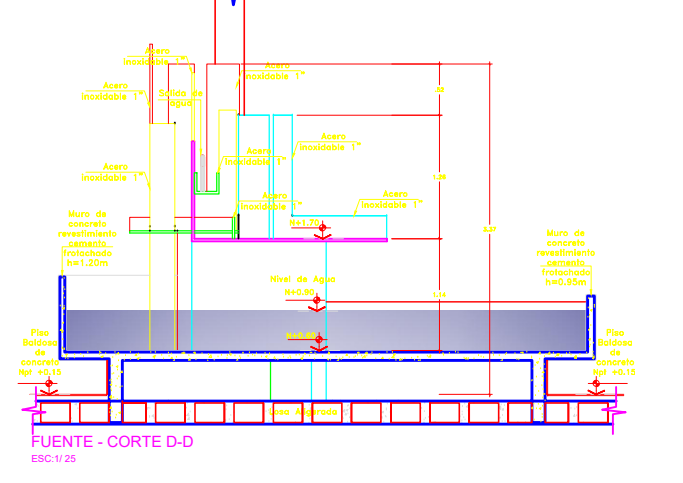 Acero
Inoxidable 1"
Acero
Inoxidable 1"
Acero
Inoxidable 1"
Salida de
agua
Acero
Inoxidable 1"
Acero
Inoxidable 1"
Acero
Inoxidable 1"
Acero
Inoxidable 1"
Acero
Inoxidable 1"
Muro de
concreto
revestimiento
cemento
frotachado
h=1.20m
N+1.20
Muro de
concreto
revestimiento
cemento
frotachado
h=0.95m
Nivel de Agua
N+0.90
N+0.60
Piso
Baldosa
de
concreto
Npt +0.15
Piso
Baldosa
de
concreto
Npt +0.15
Losa Aligerada
FUENTE - CORTE D-D
ESC:1/ 25